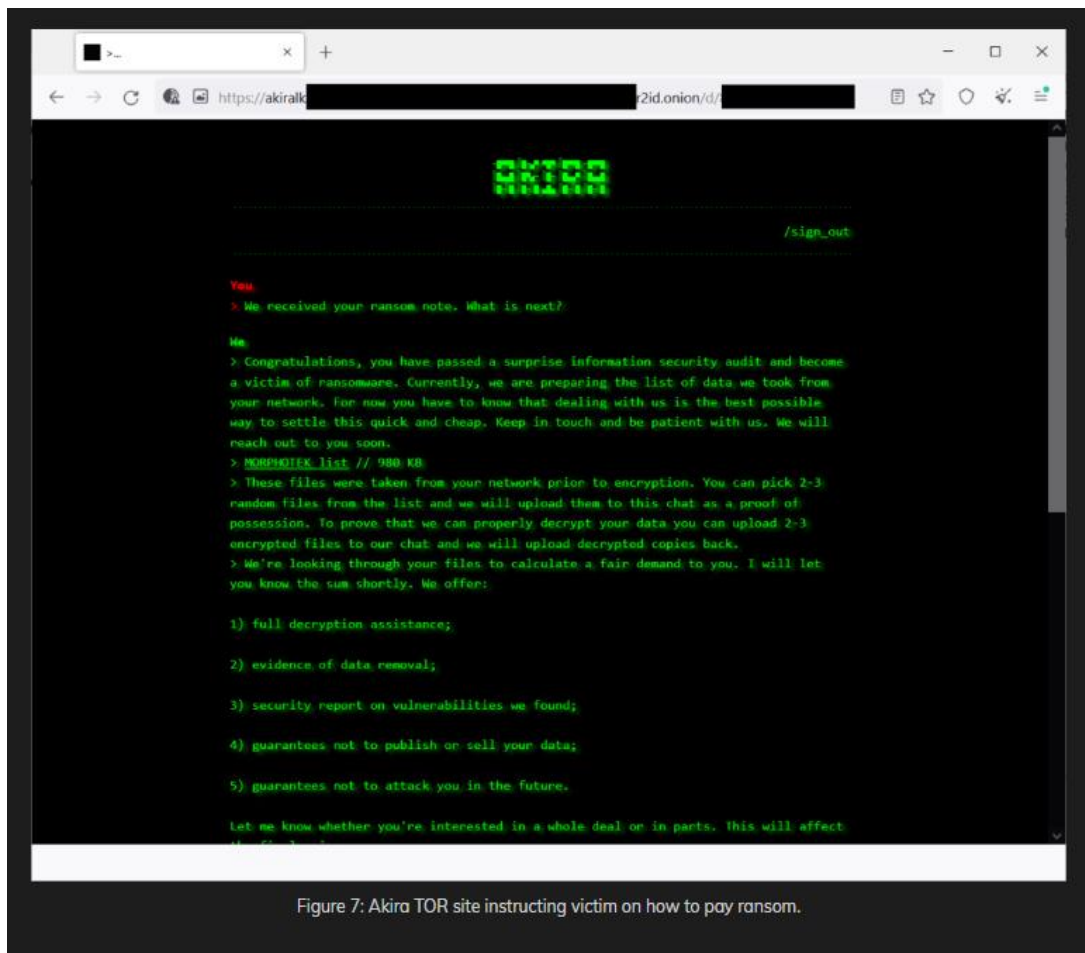 >...
https://akiralk r2id.onion/d/
AKIRA
/sign_out
You
> We received your ransom note. What is next?
We
> Congratulations, you have passed a surprise information security audit and become
a victim of ransomware. Currently, we are preparing the list of data we took from
your network. For now you have to know that dealing with us is the best possible
way to settle this quick and cheap. Keep in touch and be patient with us. We will
reach out to you soon.
> MORPHOTEK list // 980 KB
> These files were taken from your network prior to encryption. You can pick 2-3
random files from the list and we will upload them to this chat as a proof of
possession. To prove that we can properly decrypt your data you can upload 2-3
encrypted files to our chat and we will upload decrypted copies back.
> We're looking through your files to calculate a fair demand to you. I will let
you know the sum shortly. We offer:
1) full decryption assistance;
2) evidence of data removal;
3) security report on vulnerabilities we found;
4) guarantees not to publish or sell your data;
5) guarantees not to attack you in the future.
Let me know whether you're interested in a whole deal or in parts. This will affect
Figure 7: Akira TOR site instructing victim on how to pay ransom.